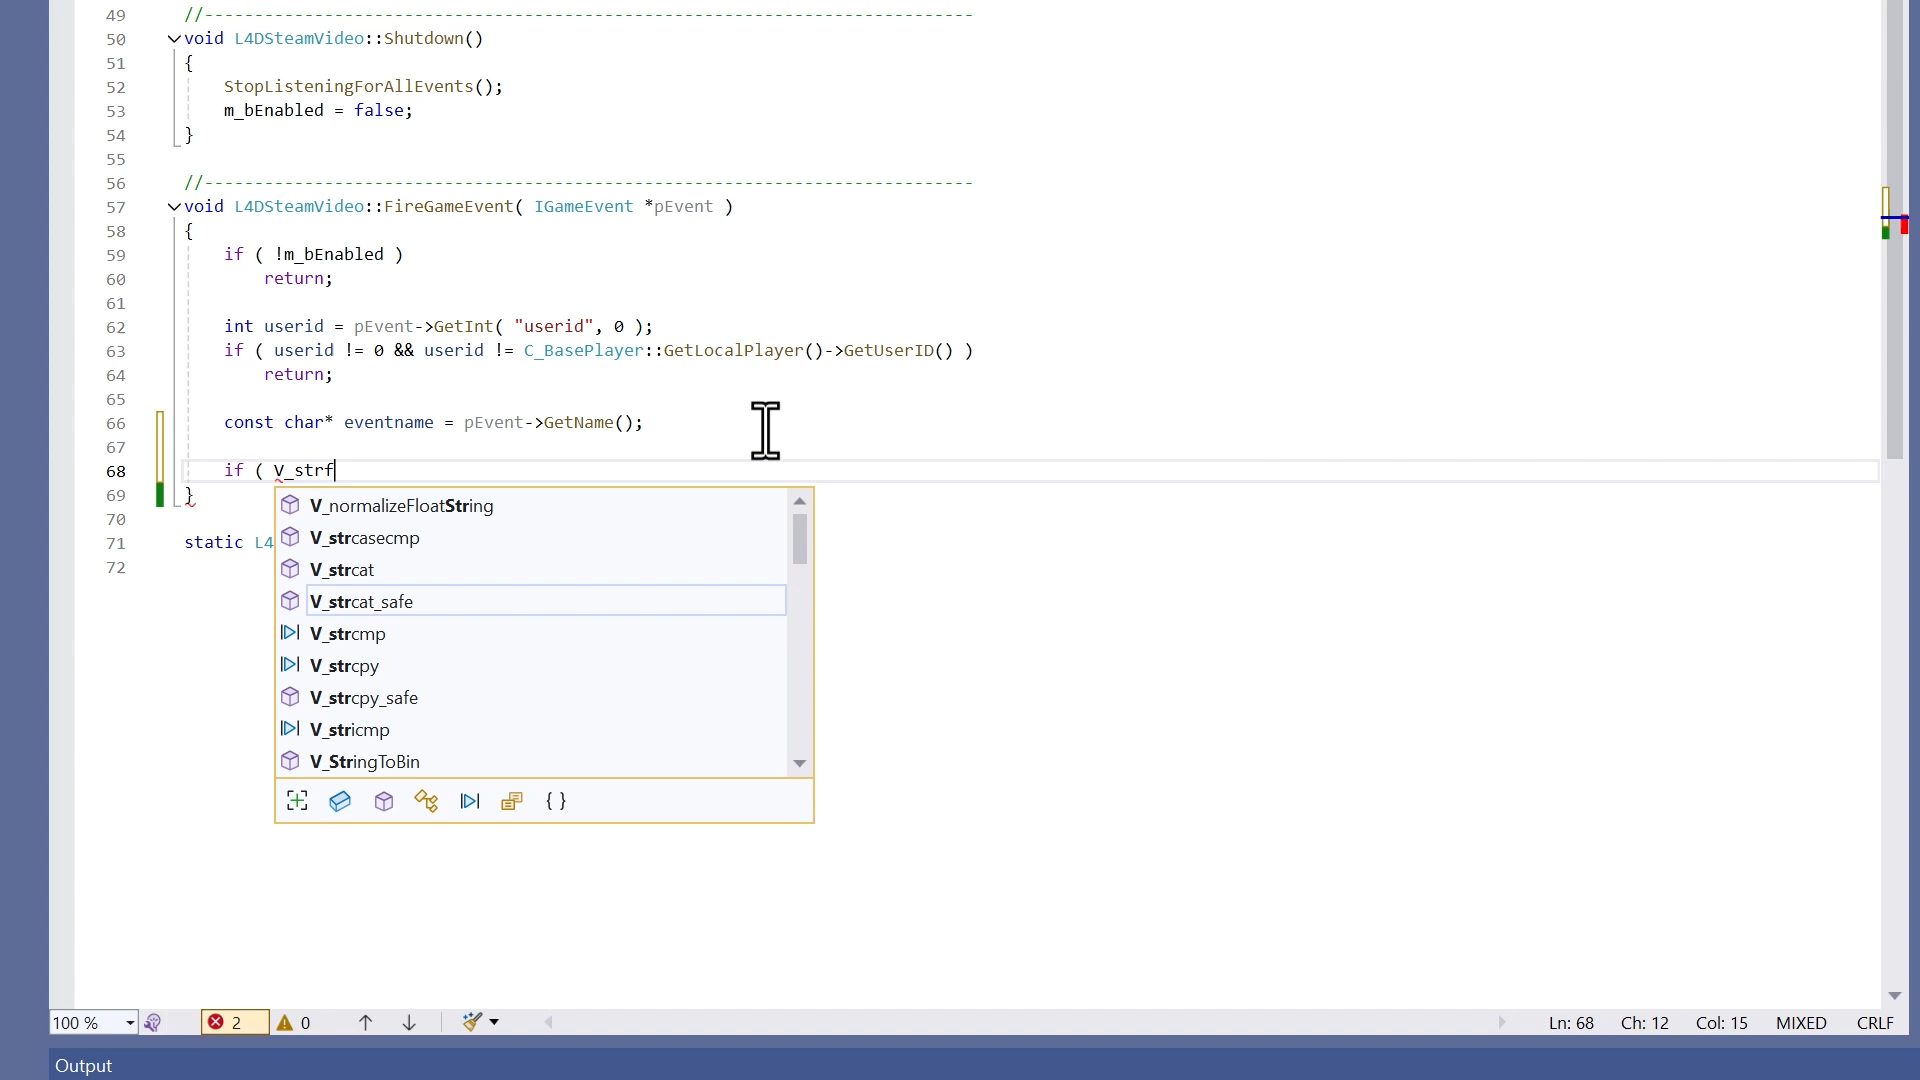 49 //-----------------------------------------------------------------------------
50 void L4DSteamVideo::Shutdown()
51 {
52 StopListeningForAllEvents();
53 m_bEnabled = false;
54 }
55
56 //-----------------------------------------------------------------------------
57 void L4DSteamVideo::FireGameEvent( IGameEvent *pEvent )
58 {
59 if ( !m_bEnabled )
60 return;
61
62 int userid = pEvent->GetInt( "userid", 0 );
63 if ( userid != 0 && userid != C_BasePlayer::GetLocalPlayer()->GetUserID() )
64 return;
65
66 const char* eventname = pEvent->GetName();
67
68 if ( V_strf
69 }
70
71 static L4
72
V_normalizeFloatString
V_strcasecmp
V_strcat
V_strcat_safe
V_strcmp
V_strcpy
V_strcpy_safe
V_stricmp
V_StringToBin
{ }
100 % 2 0 Ln: 68 Ch: 12 Col: 15 MIXED CRLF
Output